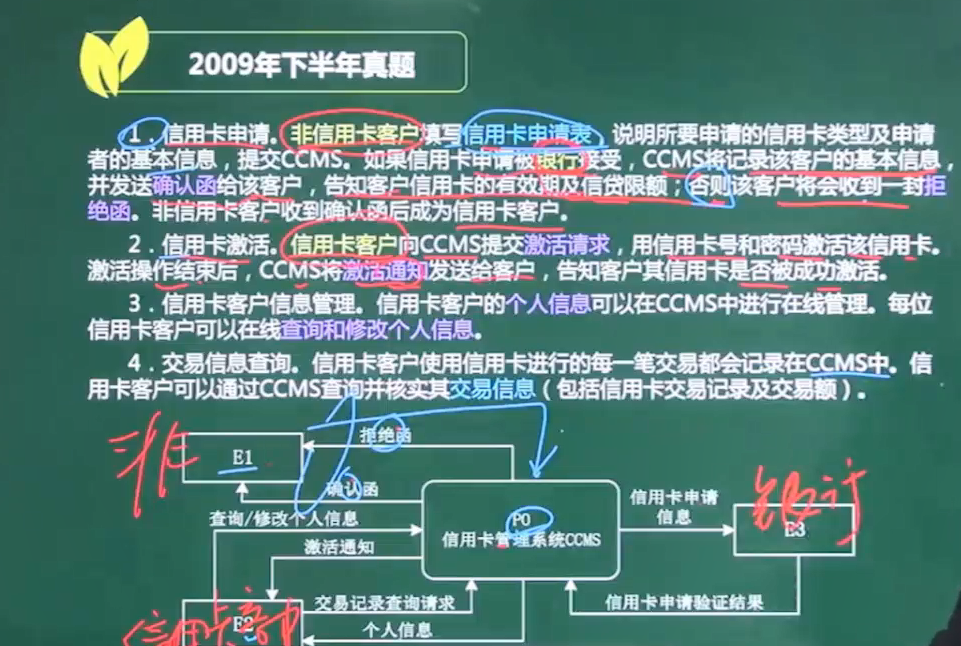 2009年下半年真题
1．信用卡申请。非信用卡客户填写信用卡申请表，说明所要申请的信用卡类型及申请
者的基本信息，提交CCMS。如果信用卡申请被银行接受，CCMS将记录该客户的基本信息，
并发送确认函给该客户，告知客户信用卡的有效期及信贷限额；否则该客户将会收到一封拒
绝函。非信用卡客户收到确认函后成为信用卡客户。
2．信用卡激活。信用卡客户向CCMS提交激活请求，用信用卡号和密码激活该信用卡。
激活操作结束后，CCMS将激活通知发送给客户，告知客户其信用卡是否被成功激活。
3．信用卡客户信息管理。信用卡客户的个人信息可以在CCMS中进行在线管理。每位
信用卡客户可以在线查询和修改个人信息。
4．交易信息查询。信用卡客户使用信用卡进行的每一笔交易都会记录在CCMS中。信
用卡客户可以通过CCMS查询并核实其交易信息（包括信用卡交易记录及交易额）。
非
E1
拒绝函
确认函
查询/修改个人信息
激活通知
P0
信用卡管理系统CCMS
信用卡申请
信息
银行
E3
信用卡客户
E2
交易记录查询请求
个人信息
信用卡申请验证结果